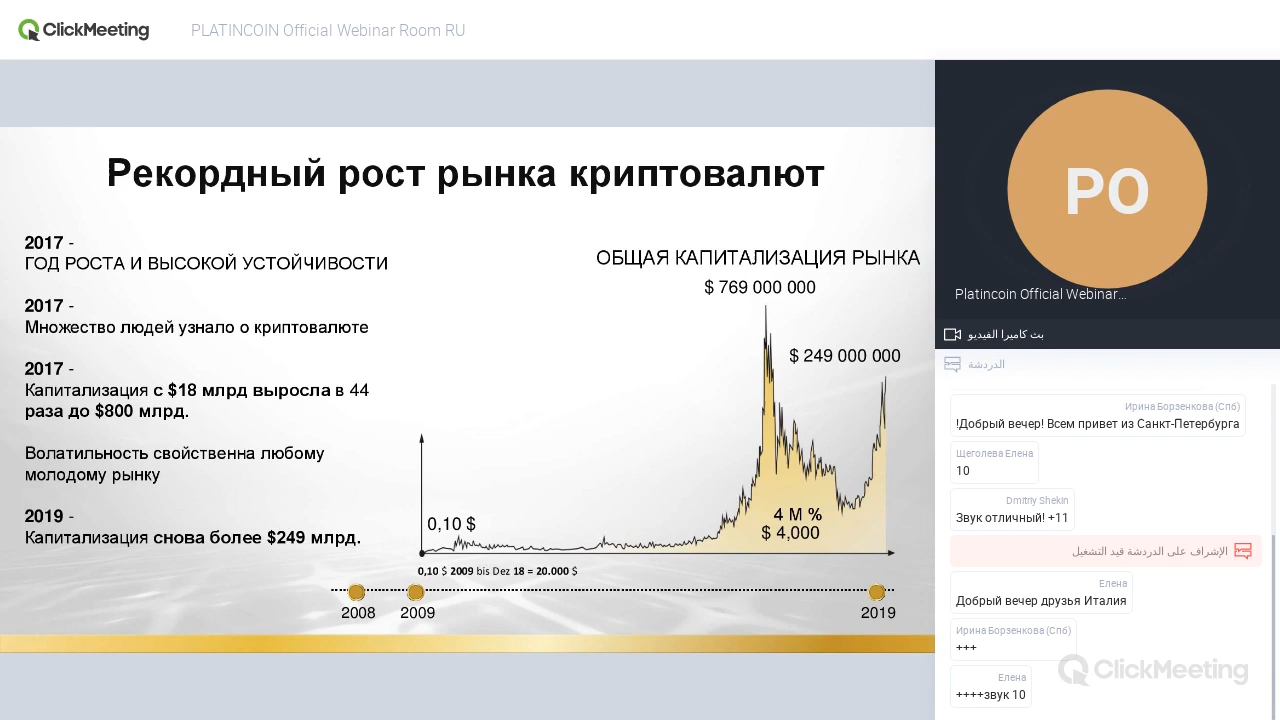 ClickMeeting
PLATINCOIN Official Webinar Room RU
Рекордный рост рынка криптовалют
2017 -
ГОД РОСТА И ВЫСОКОЙ УСТОЙЧИВОСТИ
2017 -
Множество людей узнало о криптовалюте
2017 -
Капитализация с $18 млрд выросла в 44
раза до $800 млрд.
Волатильность свойственна любому
молодому рынку
2019 -
Капитализация снова более $249 млрд.
ОБЩАЯ КАПИТАЛИЗАЦИЯ РЫНКА
$ 769 000 000
$ 249 000 000
0,10 $
4 M %
$ 4,000
0,10 $ 2009 bis Dez 18 = 20.000 $
2008
2009
2019
PO
Platincoin Official Webinar...
بث كاميرا الفيديو
الدردشة
Ирина Борзенкова (Спб)
!Добрый вечер! Всем привет из Санкт-Петербурга
Щеголева Елена
10
Dmitriy Shekin
Звук отличный! +11
الإشراف على الدردشة قيد التشغيل
Елена
Добрый вечер друзья Италия
Ирина Борзенкова (Спб)
+++
Елена
++++звук 10
ClickMeeting